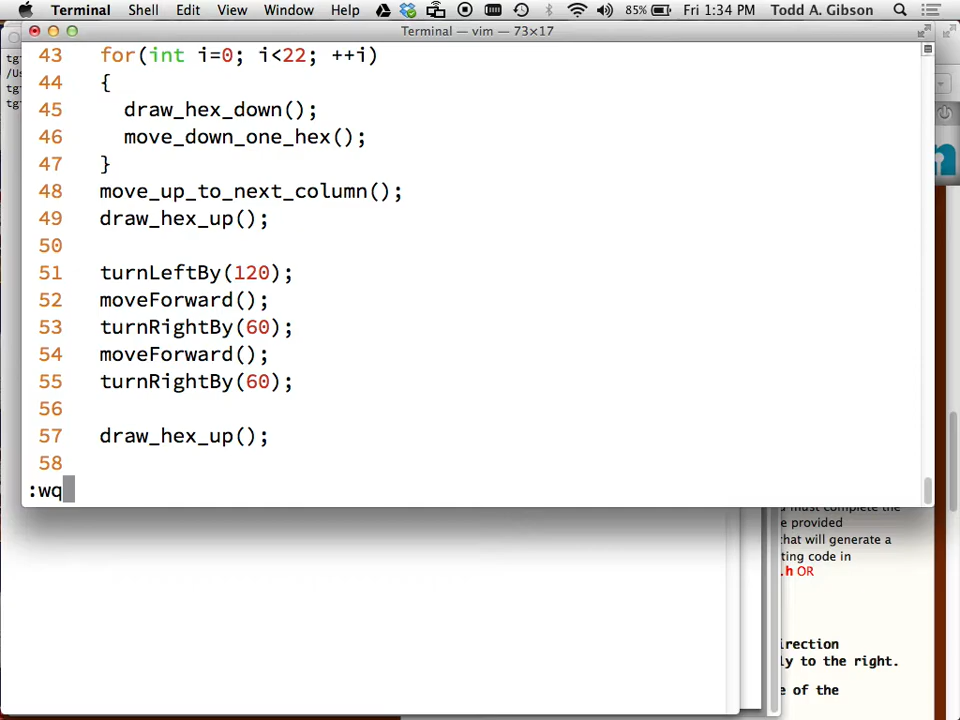 Terminal Shell Edit View Window Help 85% Fri 1:34 PM Todd A. Gibson
Terminal — vim — 73×17
43 for(int i=0; i<22; ++i)
44 {
45 draw_hex_down();
46 move_down_one_hex();
47 }
48 move_up_to_next_column();
49 draw_hex_up();
50
51 turnLeftBy(120);
52 moveForward();
53 turnRightBy(60);
54 moveForward();
55 turnRightBy(60);
56
57 draw_hex_up();
58
:wq
must complete the
e provided
that will generate a
ting code in
.h OR
irection
ly to the right.
e of the